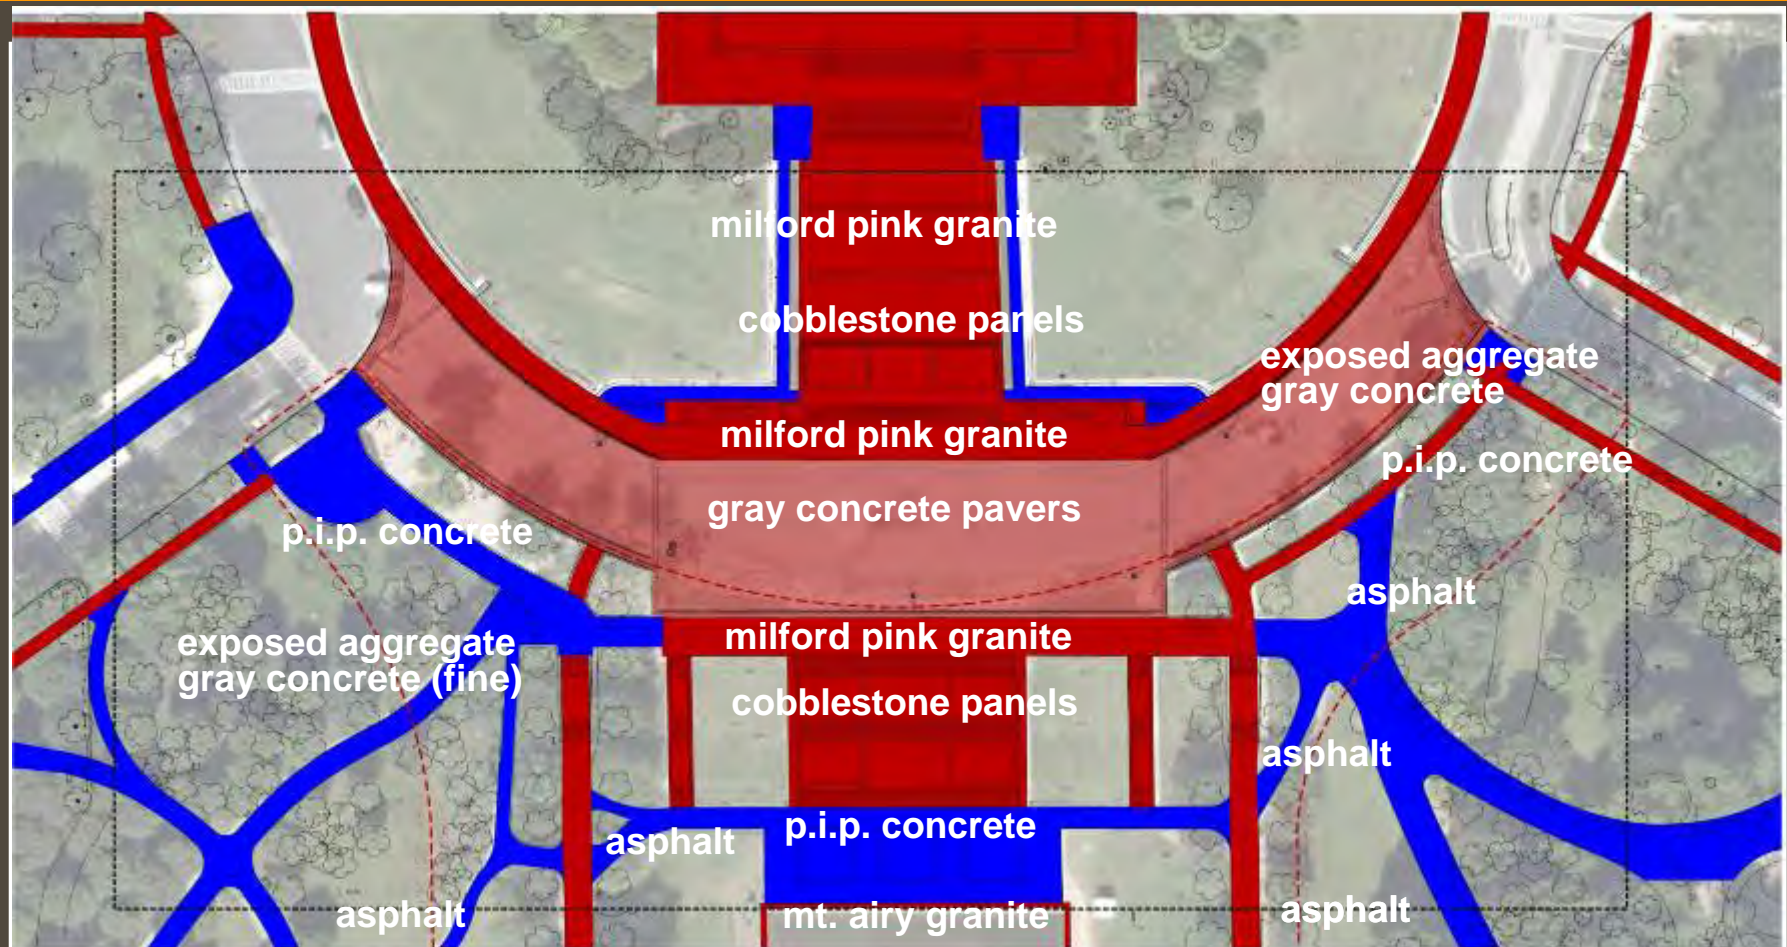 milford pink granite
cobblestone panels
exposed aggregate
gray concrete
milford pink granite
p.i.p. concrete
gray concrete pavers
p.i.p. concrete
asphalt
milford pink granite
exposed aggregate
gray concrete (fine)
cobblestone panels
asphalt
p.i.p. concrete
asphalt
asphalt
mt. airy granite
asphalt